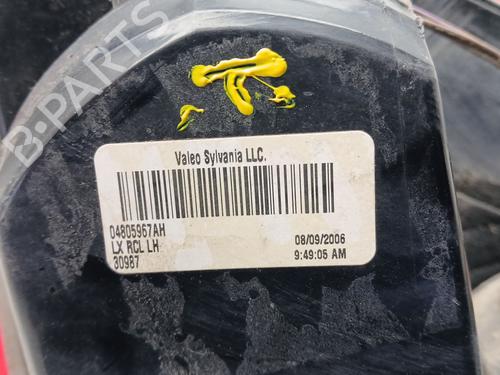 B-PARTS
T
Valeo Sylvania LLC.
04805967AH
LX RCL LH
30987
08/09/2006
9:49:05 AM